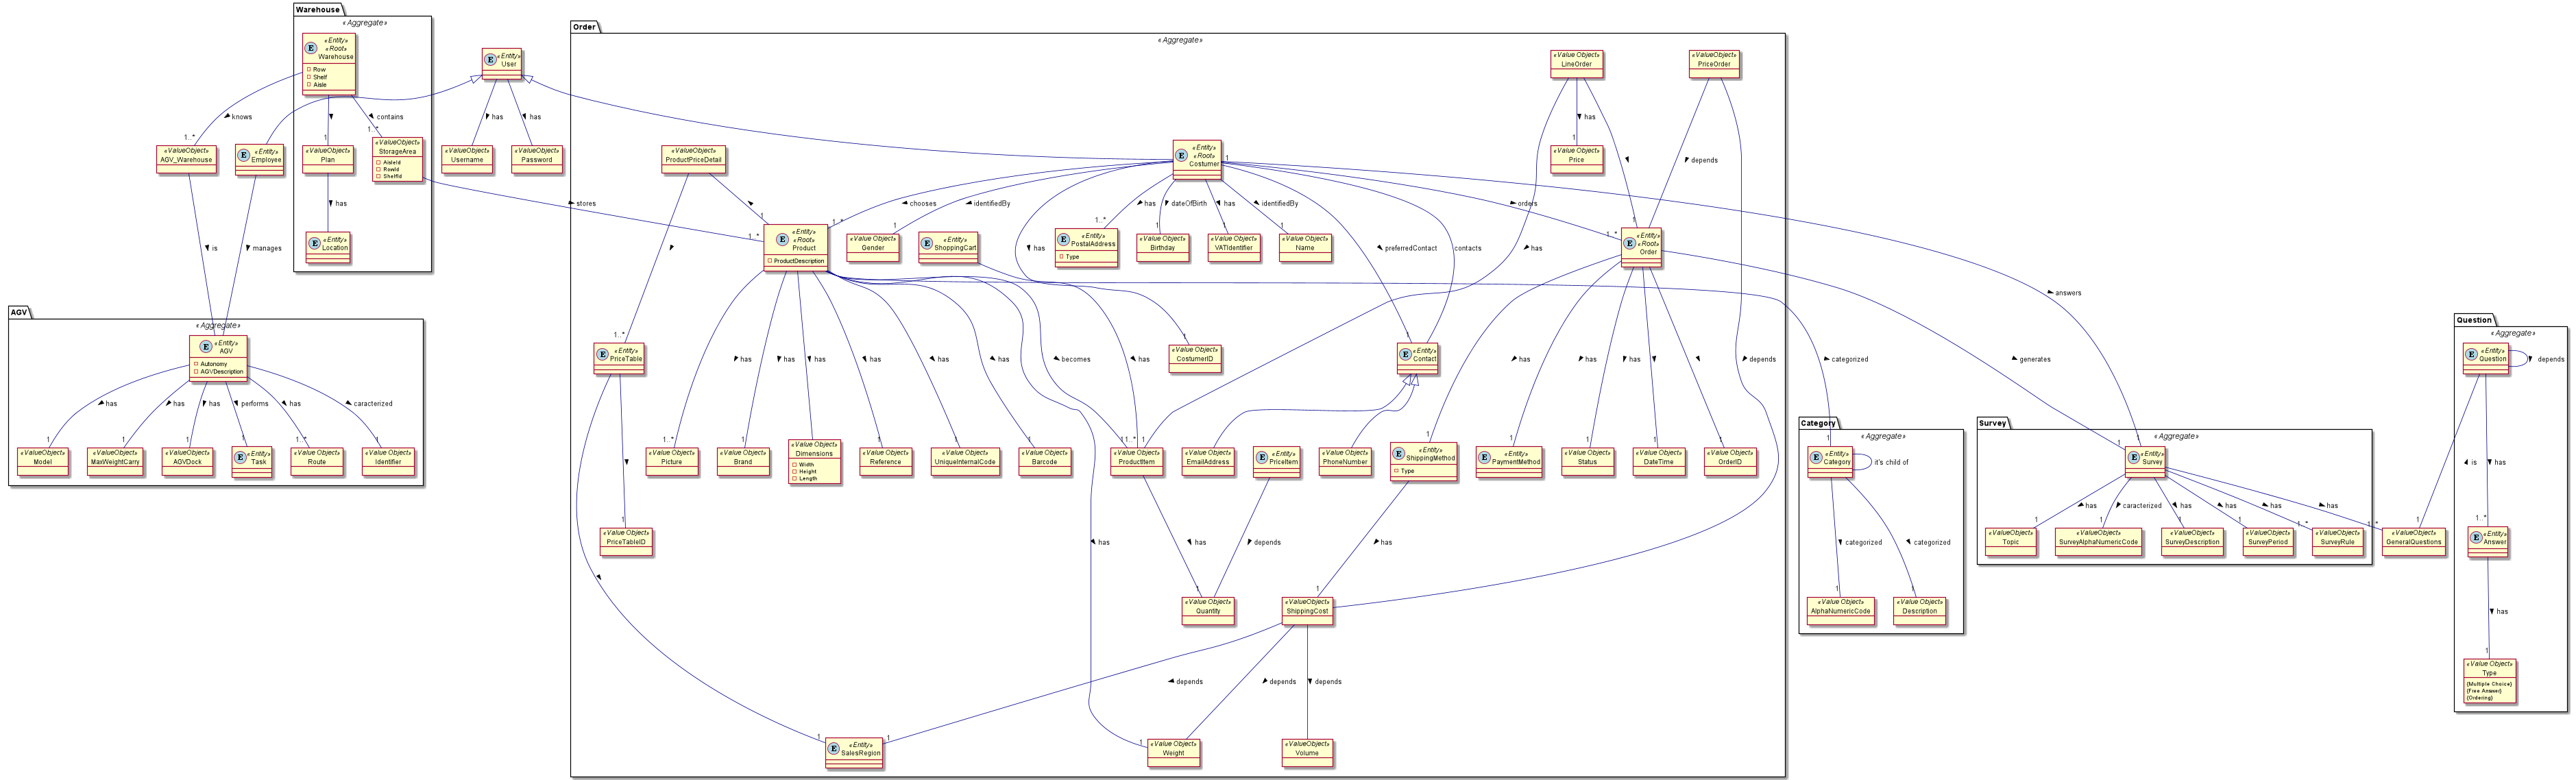 Warehouse
«Aggregate»
«Entity»
«Root»
Warehouse
Row
Shelf
Aisle
knows
contains
1..*
1
1..*
«ValueObject»
AGV_Warehouse
«Entity»
Employee
«ValueObject»
Plan
«ValueObject»
StorageArea
AisleId
RowId
ShelfId
has
stores
is
manages
«Entity»
Location
«Entity»
User
has
has
«ValueObject»
Username
«ValueObject»
Password
AGV
«Aggregate»
«Entity»
AGV
Autonomy
AGVDescription
has
has
has
performs
has
caracterized
1
1
1
1
1..*
1
«ValueObject»
Model
«ValueObject»
MaxWeightCarry
«ValueObject»
AGVDock
«Entity»
Task
«ValueObject»
Route
«ValueObject»
Identifier
Order
«Aggregate»
«Value Object»
LineOrder
«ValueObject»
PriceOrder
has
depends
1
«Value Object»
Price
«ValueObject»
ProductPriceDetail
«Entity»
«Root»
Costumer
1
chooses
identifiedBy
has
has
dateOfBirth
has
identifiedBy
preferredContact
contacts
orders
has
answers
1
1..*
1..*
1
1..*
1
1
1
1
1..*
«Entity»
«Root»
Product
ProductDescription
«Value Object»
Gender
«Entity»
ShoppingCart
«Entity»
PostalAddress
Type
«Value Object»
Birthday
«Value Object»
VATIdentifier
«Value Object»
Name
«Entity»
«Root»
Order
1..*
«Entity»
PriceTable
1
«Value Object»
CostumerID
1
«Entity»
Contact
has
has
has
has
has
has
becomes
has
has
has
has
has
depends
categorized
generates
1..*
1
1
1
1
1
1..*
1
1
1
1
1
1
«Value Object»
Picture
«Value Object»
Brand
«Value Object»
Dimensions
Width
Height
Length
«Value Object»
Reference
«Value Object»
UniqueInternalCode
«Value Object»
Barcode
«Value Object»
ProductItem
«Value Object»
EmailAddress
«Entity»
PriceItem
«Value Object»
PhoneNumber
«Entity»
ShippingMethod
Type
«Value Object»
PaymentMethod
«Value Object»
Status
«Value Object»
DateTime
«Value Object»
OrderID
1
«Value Object»
PriceTableID
has
has
depends
has
1
1
«Value Object»
Quantity
«ValueObject»
ShippingCost
depends
depends
depends
1
1
1
«Entity»
SalesRegion
«Value Object»
Weight
«ValueObject»
Volume
Category
«Aggregate»
1
«Entity»
Category
it's child of
categorized
categorized
1
1
«Value Object»
AlphaNumericCode
«Value Object»
Description
Survey
«Aggregate»
1
1
«Entity»
Survey
has
caracterized
has
has
has
has
1
1
1
1
1..*
1..*
«ValueObject»
Topic
«ValueObject»
SurveyAlphaNumericCode
«ValueObject»
SurveyDescription
«ValueObject»
SurveyPeriod
«ValueObject»
SurveyRule
«ValueObject»
GeneralQuestions
Question
«Aggregate»
«Entity»
Question
depends
is
has
1
1..*
«Entity»
Answer
has
1
«Value Object»
Type
{Multiple Choice}
{Free Answer}
{Ordering}